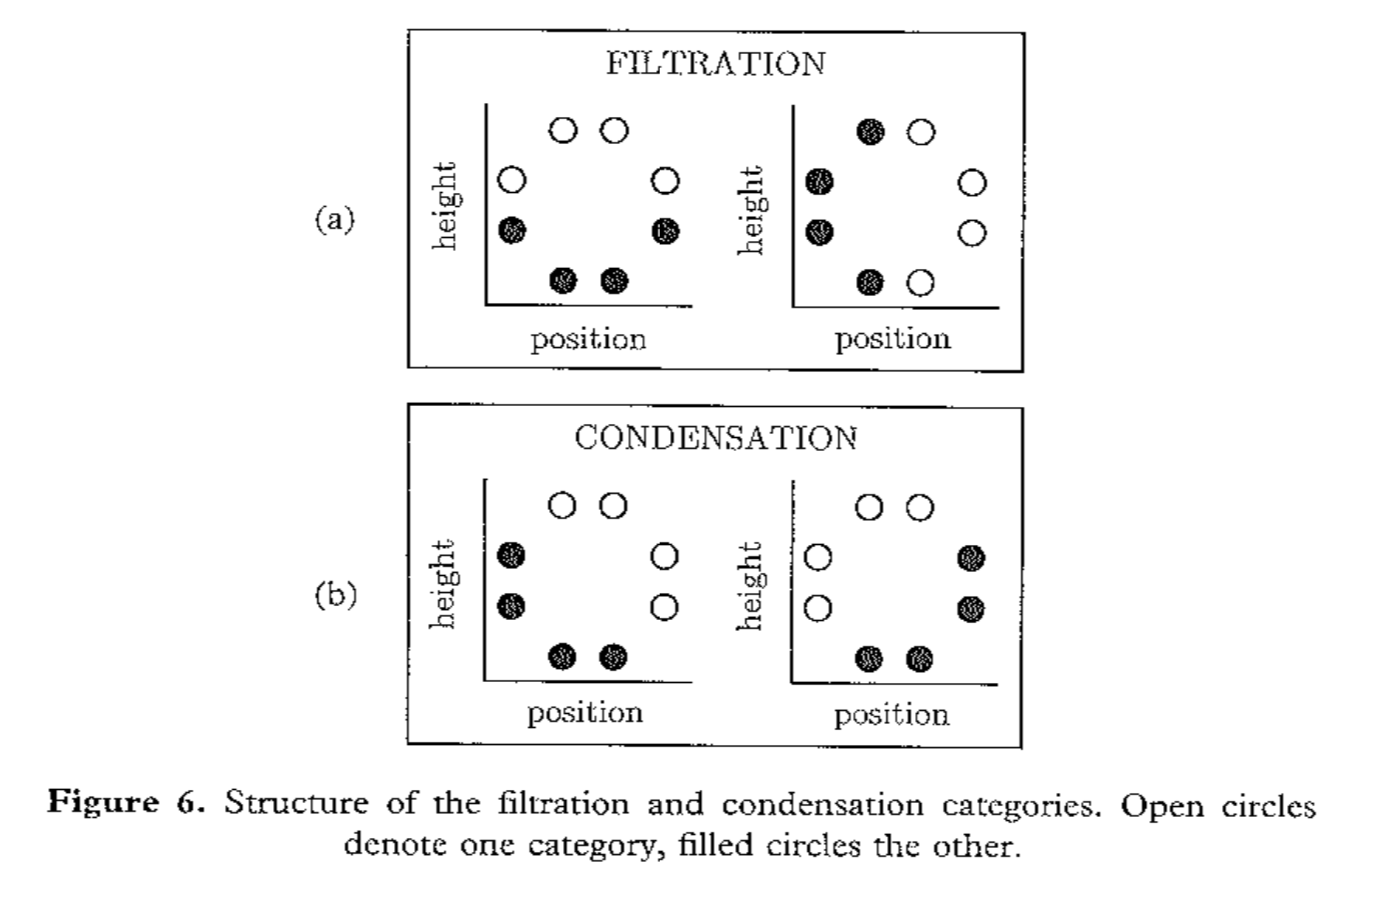 FILTRATION
(a)
height
height
position
position
CONDENSATION
(b)
height
height
position
position
Figure 6. Structure of the filtration and condensation categories. Open circles
denote one category, filled circles the other.